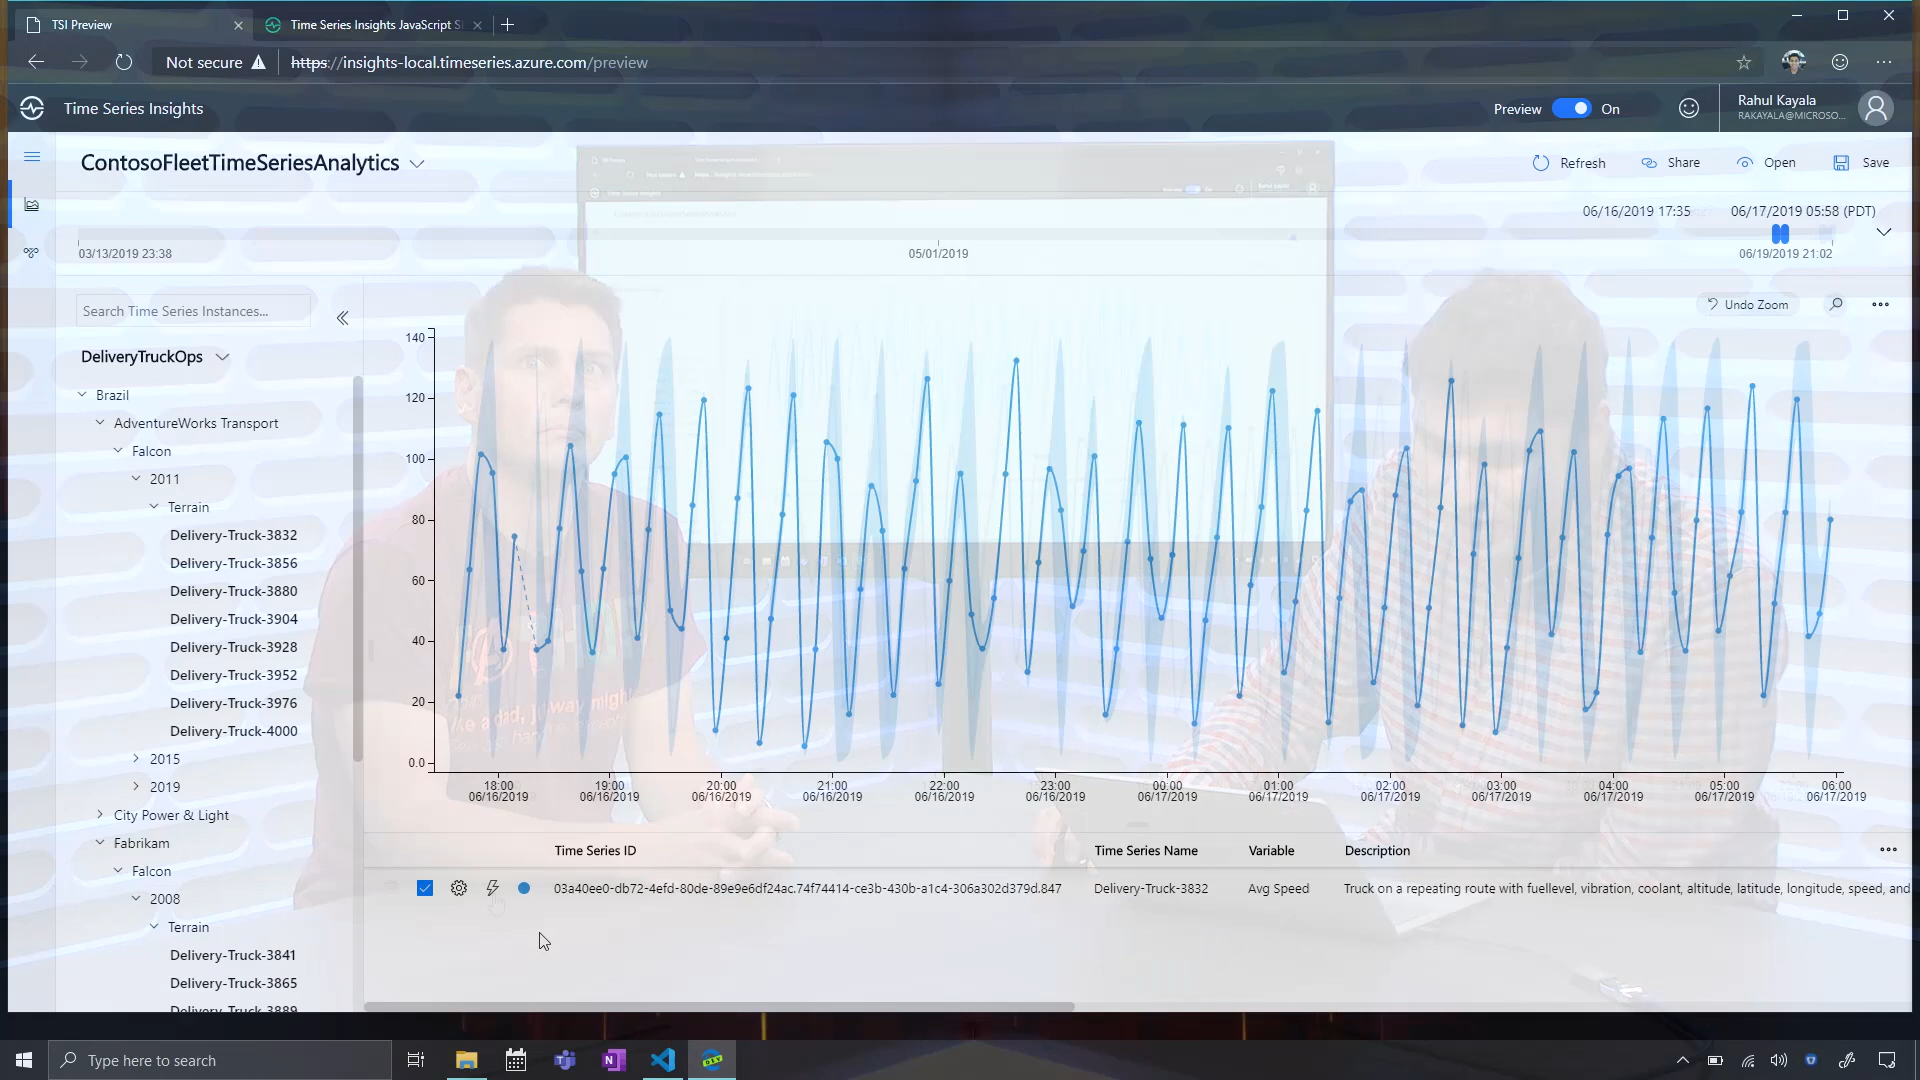 TSI Preview
Time Series Insights JavaScript S
Not secure
https://insights-local.timeseries.azure.com/preview
Time Series Insights
Preview
On
Rahul Kayala
RAKAYALA@MICROSO...
ContosoFleetTimeSeriesAnalytics
Refresh
Share
Open
Save
06/16/2019 17:35
06/17/2019 05:58 (PDT)
03/13/2019 23:38
05/01/2019
06/19/2019 21:02
Search Time Series Instances...
Undo Zoom
DeliveryTruckOps
Brazil
AdventureWorks Transport
Falcon
2011
Terrain
Delivery-Truck-3832
Delivery-Truck-3856
Delivery-Truck-3880
Delivery-Truck-3904
Delivery-Truck-3928
Delivery-Truck-3952
Delivery-Truck-3976
Delivery-Truck-4000
2015
2019
City Power & Light
Fabrikam
Falcon
2008
Terrain
Delivery-Truck-3841
Delivery-Truck-3865
Delivery-Truck-3889
140
120
100
80
60
40
20
0.0
18:00 19:00 20:00 21:00 22:00 23:00 00:00 01:00 02:00 03:00 04:00 05:00 06:00
06/16/2019 06/16/2019 06/16/2019 06/16/2019 06/16/2019 06/16/2019 06/17/2019 06/17/2019 06/17/2019 06/17/2019 06/17/2019 06/17/2019 06/17/2019
Time Series ID
Time Series Name
Variable
Description
03a40ee0-db72-4efd-80de-89e9e6df24ac.74f74414-ce3b-430b-a1c4-306a302d379d.847
Delivery-Truck-3832
Avg Speed
Truck on a repeating route with fuellevel, vibration, coolant, altitude, latitude, longitude, speed, and
Type here to search